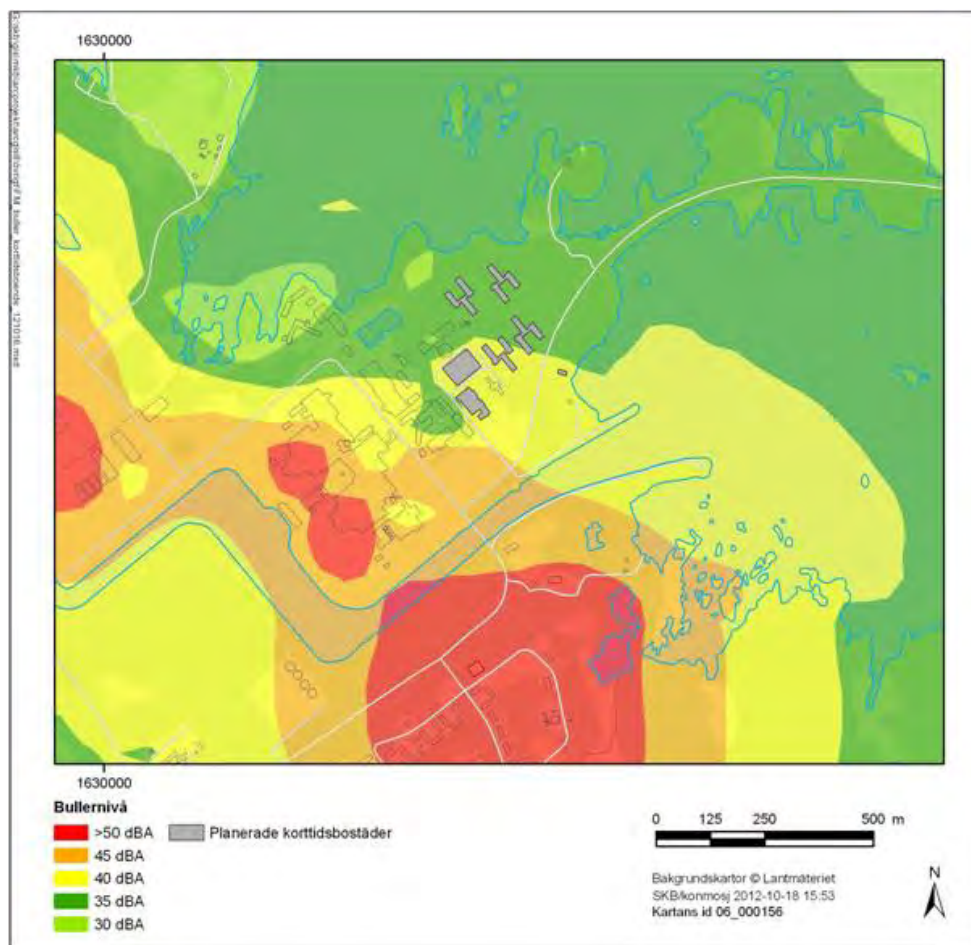 1630000
1630000
Bullernivå
>50 dBA
45 dBA
40 dBA
35 dBA
30 dBA
Planerade korttidsbostäder
0 125 250 500 m
Bakgrundskartor © Lantmäteriet
SKB/konmosj 2012-10-18 15:53
Kartans id 06_000156
N